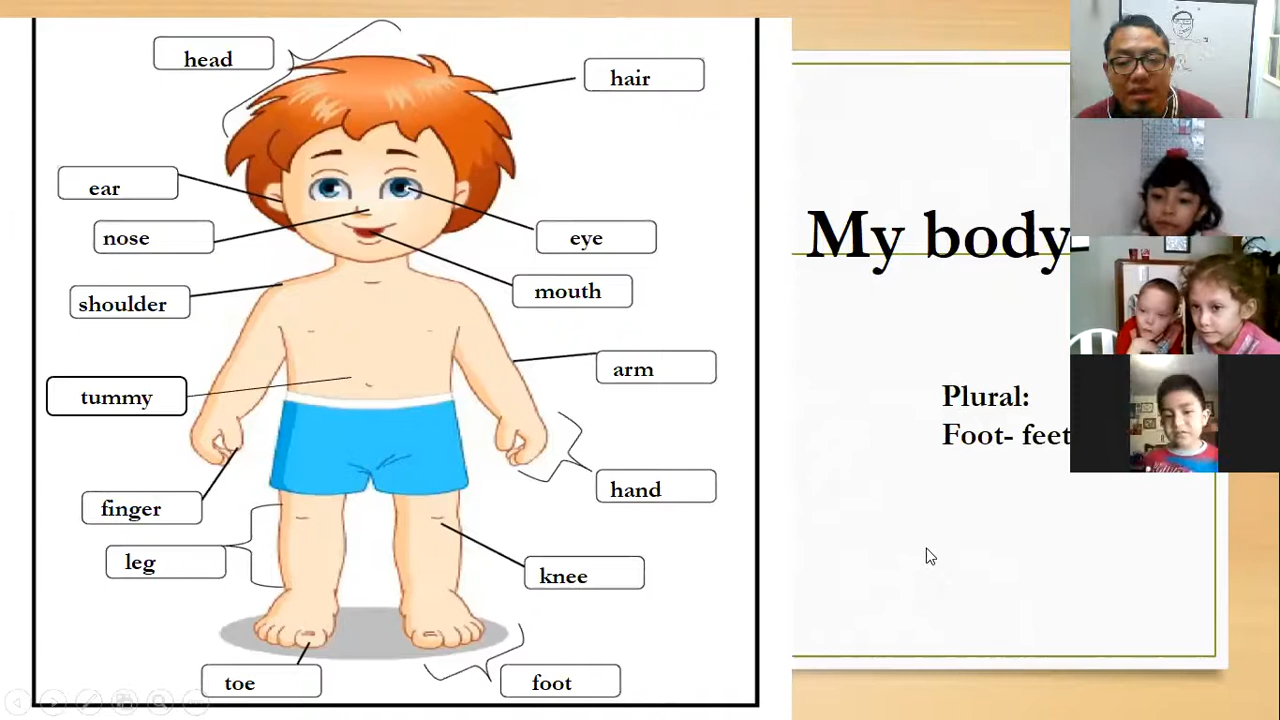 head
hair
ear
nose
eye
shoulder
mouth
arm
tummy
hand
finger
leg
knee
toe
foot
My body
Plural:
Foot- feet